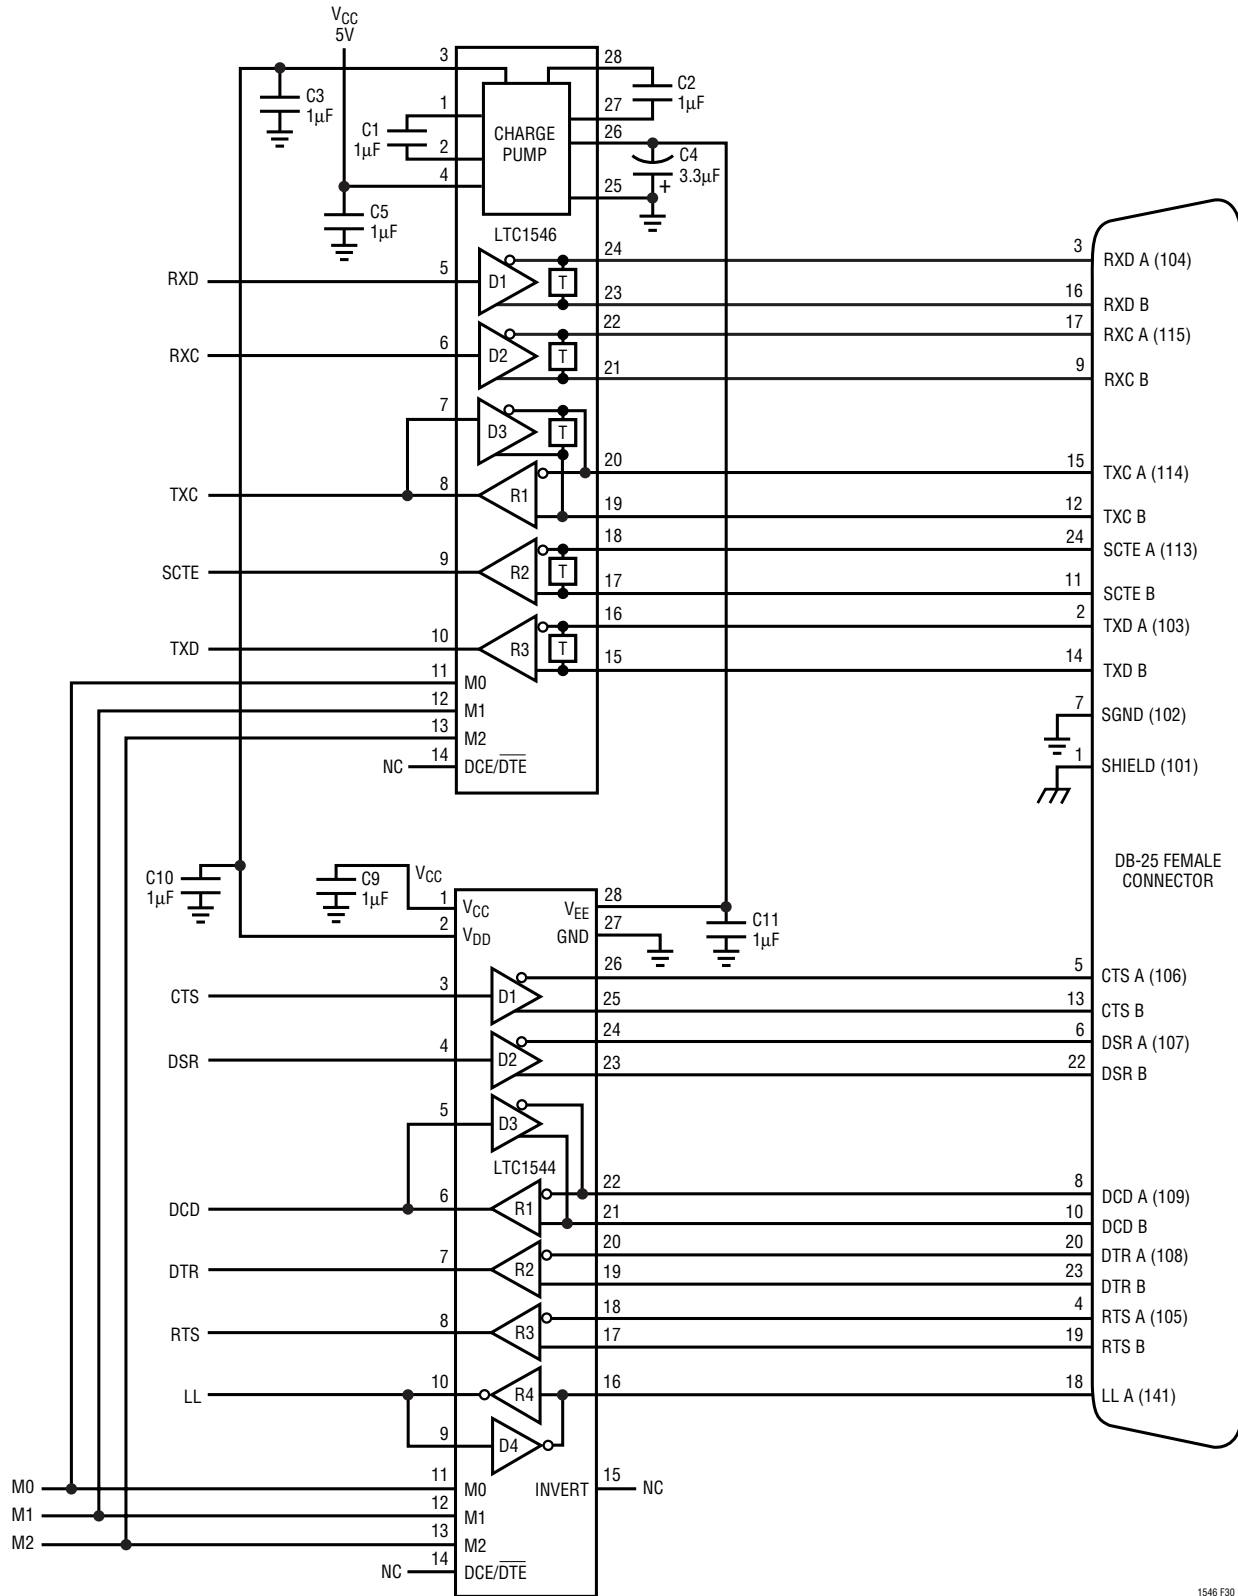 VCC
5V
3
28
C3
1µF
C2
1µF
1
27
C1
1µF
CHARGE
PUMP
26
2
C4
3.3µF
+
4
25
C5
1µF
LTC1546
RXD
5
D1
T
24
3
RXD A (104)
23
16
RXD B
RXC
6
D2
T
22
17
RXC A (115)
21
9
RXC B
7
D3
T
20
15
TXC A (114)
TXC
8
R1
19
12
TXC B
18
24
SCTE A (113)
SCTE
9
R2
T
17
11
SCTE B
16
2
TXD A (103)
TXD
10
R3
T
15
14
TXD B
11
M0
12
M1
7
SGND (102)
13
M2
NC
14
DCE/DTE
1
SHIELD (101)
DB-25 FEMALE
CONNECTOR
C10
1µF
C9
1µF
VCC
1
VCC
VEE
28
C11
1µF
2
VDD
GND
27
CTS
3
D1
26
5
CTS A (106)
25
13
CTS B
DSR
4
D2
24
6
DSR A (107)
23
22
DSR B
5
D3
LTC1544
22
8
DCD A (109)
DCD
6
R1
21
10
DCD B
20
20
DTR A (108)
DTR
7
R2
19
23
DTR B
18
4
RTS A (105)
RTS
8
R3
17
19
RTS B
LL
10
R4
16
18
LL A (141)
9
D4
M0
11
M0
INVERT
15
NC
M1
12
M1
M2
13
M2
NC
14
DCE/DTE
1546 F30